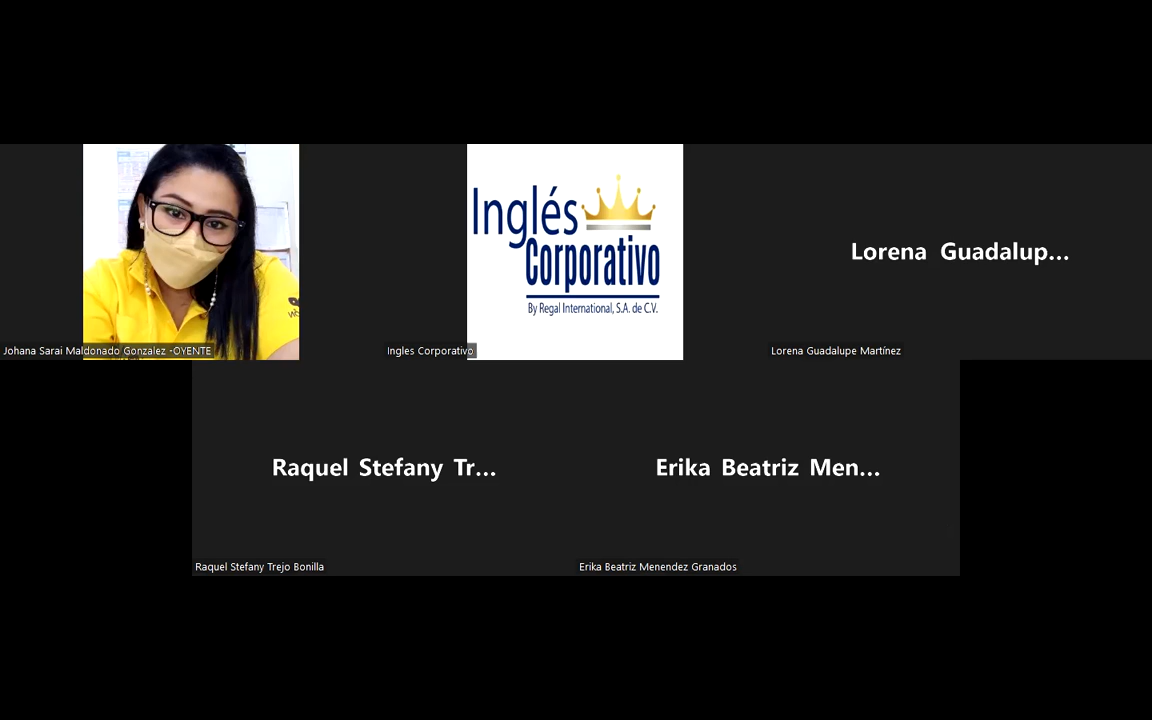 Inglés
Corporativo
By Regal International, S.A. de C.V.
Lorena Guadalup...
Johana Sarai Maldonado Gonzalez -OYENTE
Ingles Corporativo
Lorena Guadalupe Martínez
Raquel Stefany Tr...
Erika Beatriz Men...
Raquel Stefany Trejo Bonilla
Erika Beatriz Menendez Granados